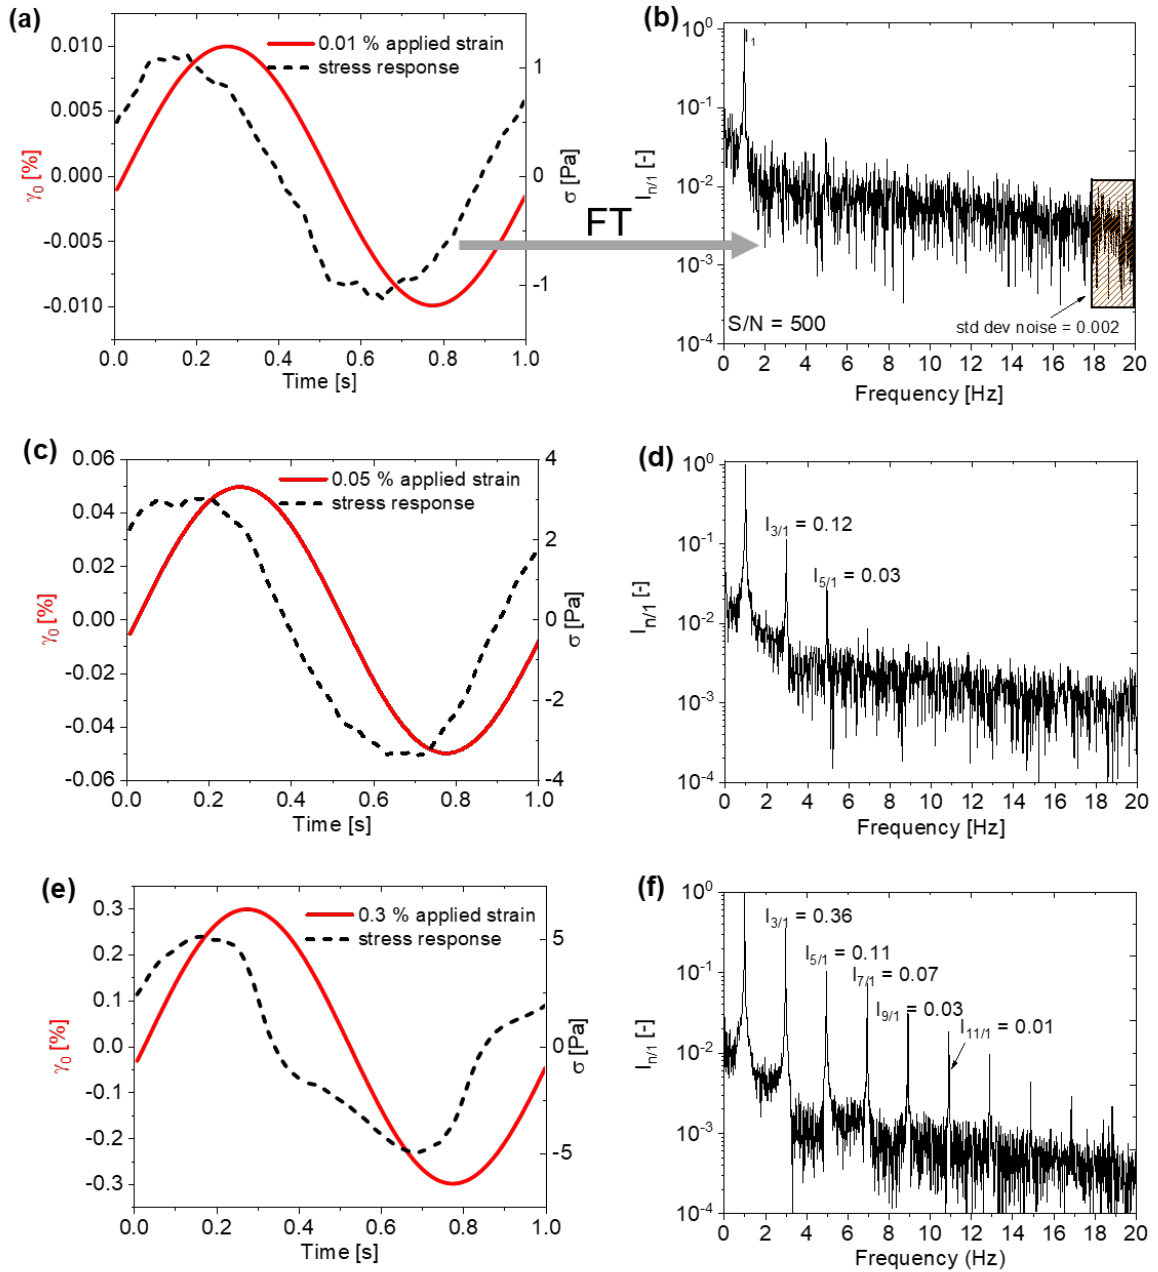 (a)
0.010
0.005
0.000
-0.005
-0.010
γ0 [%]
0.01 % applied strain
stress response
1
0
-1
σ [Pa]
0.0 0.2 0.4 0.6 0.8 1.0
Time [s]
FT
(b)
10^0
10^-1
10^-2
10^-3
10^-4
I_n/1 [-]
I_1
S/N = 500
std dev noise = 0.002
0 2 4 6 8 10 12 14 16 18 20
Frequency [Hz]
(c)
0.06
0.04
0.02
0.00
-0.02
-0.04
-0.06
γ0 [%]
0.05 % applied strain
stress response
4
2
0
-2
-4
σ [Pa]
0.0 0.2 0.4 0.6 0.8 1.0
Time [s]
(d)
10^0
10^-1
10^-2
10^-3
10^-4
I_n/1 [-]
I_3/1 = 0.12
I_5/1 = 0.03
0 2 4 6 8 10 12 14 16 18 20
Frequency [Hz]
(e)
0.3
0.2
0.1
0.0
-0.1
-0.2
-0.3
γ0 [%]
0.3 % applied strain
stress response
5
0
-5
σ [Pa]
0.0 0.2 0.4 0.6 0.8 1.0
Time [s]
(f)
10^0
10^-1
10^-2
10^-3
10^-4
I_n/1 [-]
I_3/1 = 0.36
I_5/1 = 0.11
I_7/1 = 0.07
I_9/1 = 0.03
I_11/1 = 0.01
0 2 4 6 8 10 12 14 16 18 20
Frequency (Hz)